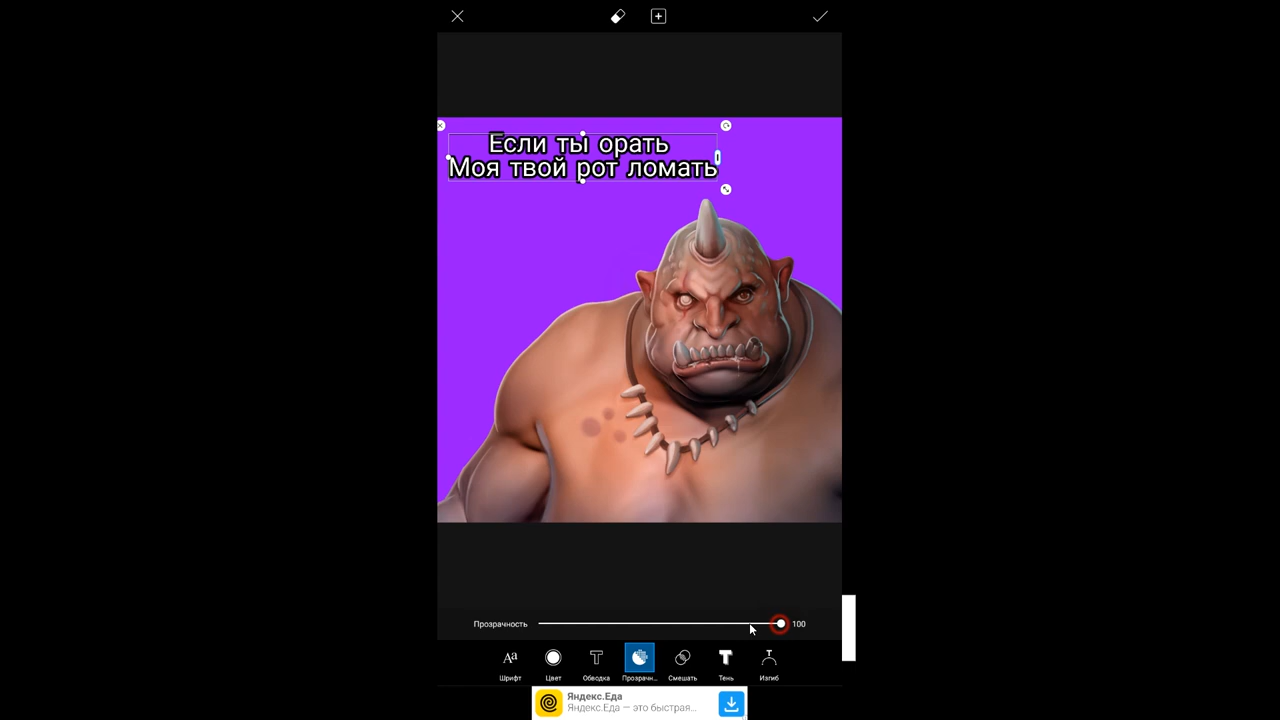 Если ты орать
Моя твой рот ломать
Прозрачность 100
Aa
Шрифт Цвет Обводка Прозрачн... Смешать Тень Изгиб
Яндекс.Еда
Яндекс.Еда — это быстрая...